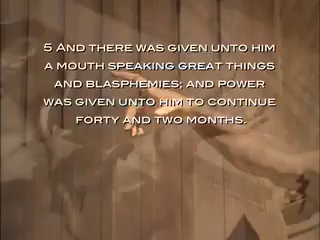 5 And there was given unto him
a mouth speaking great things
and blasphemies; and power
was given unto him to continue
forty and two months.